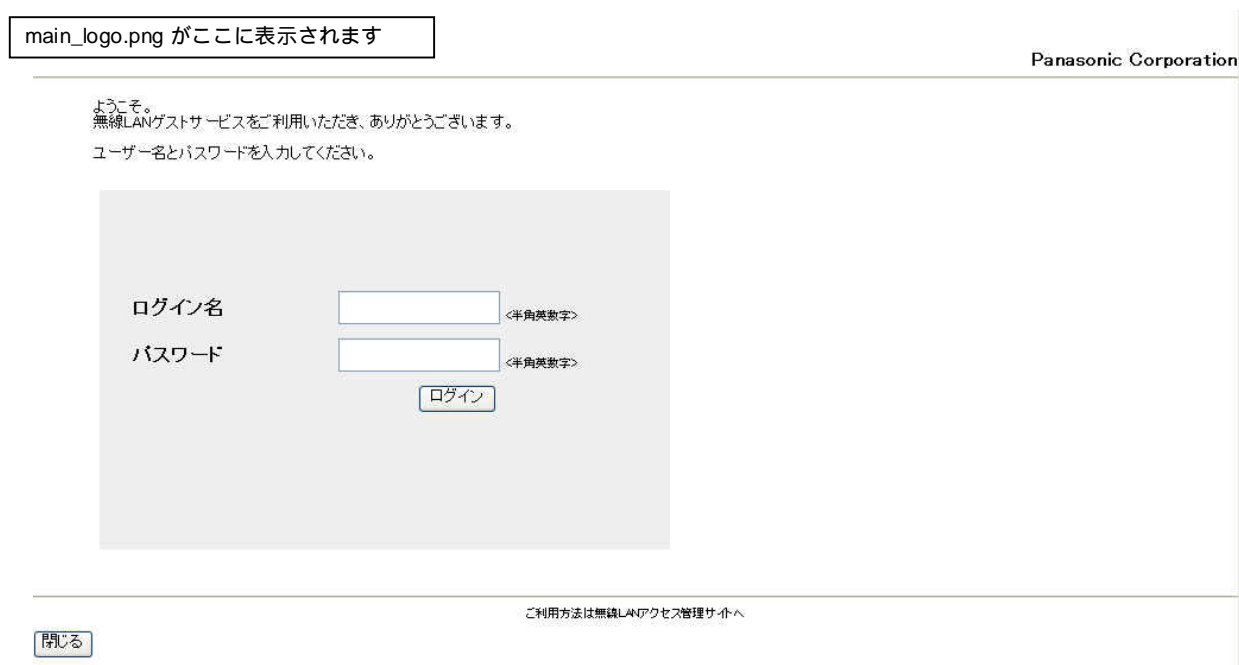 main_logo.png がここに表示されます
Panasonic Corporation
ようこそ。
無線LANゲストサービスをご利用いただき、ありがとうございます。
ユーザー名とパスワードを入力してください。
ログイン名 <半角英数字>
パスワード <半角英数字>
ログイン
ご利用方法は無線LANアクセス管理サイトへ
閉じる